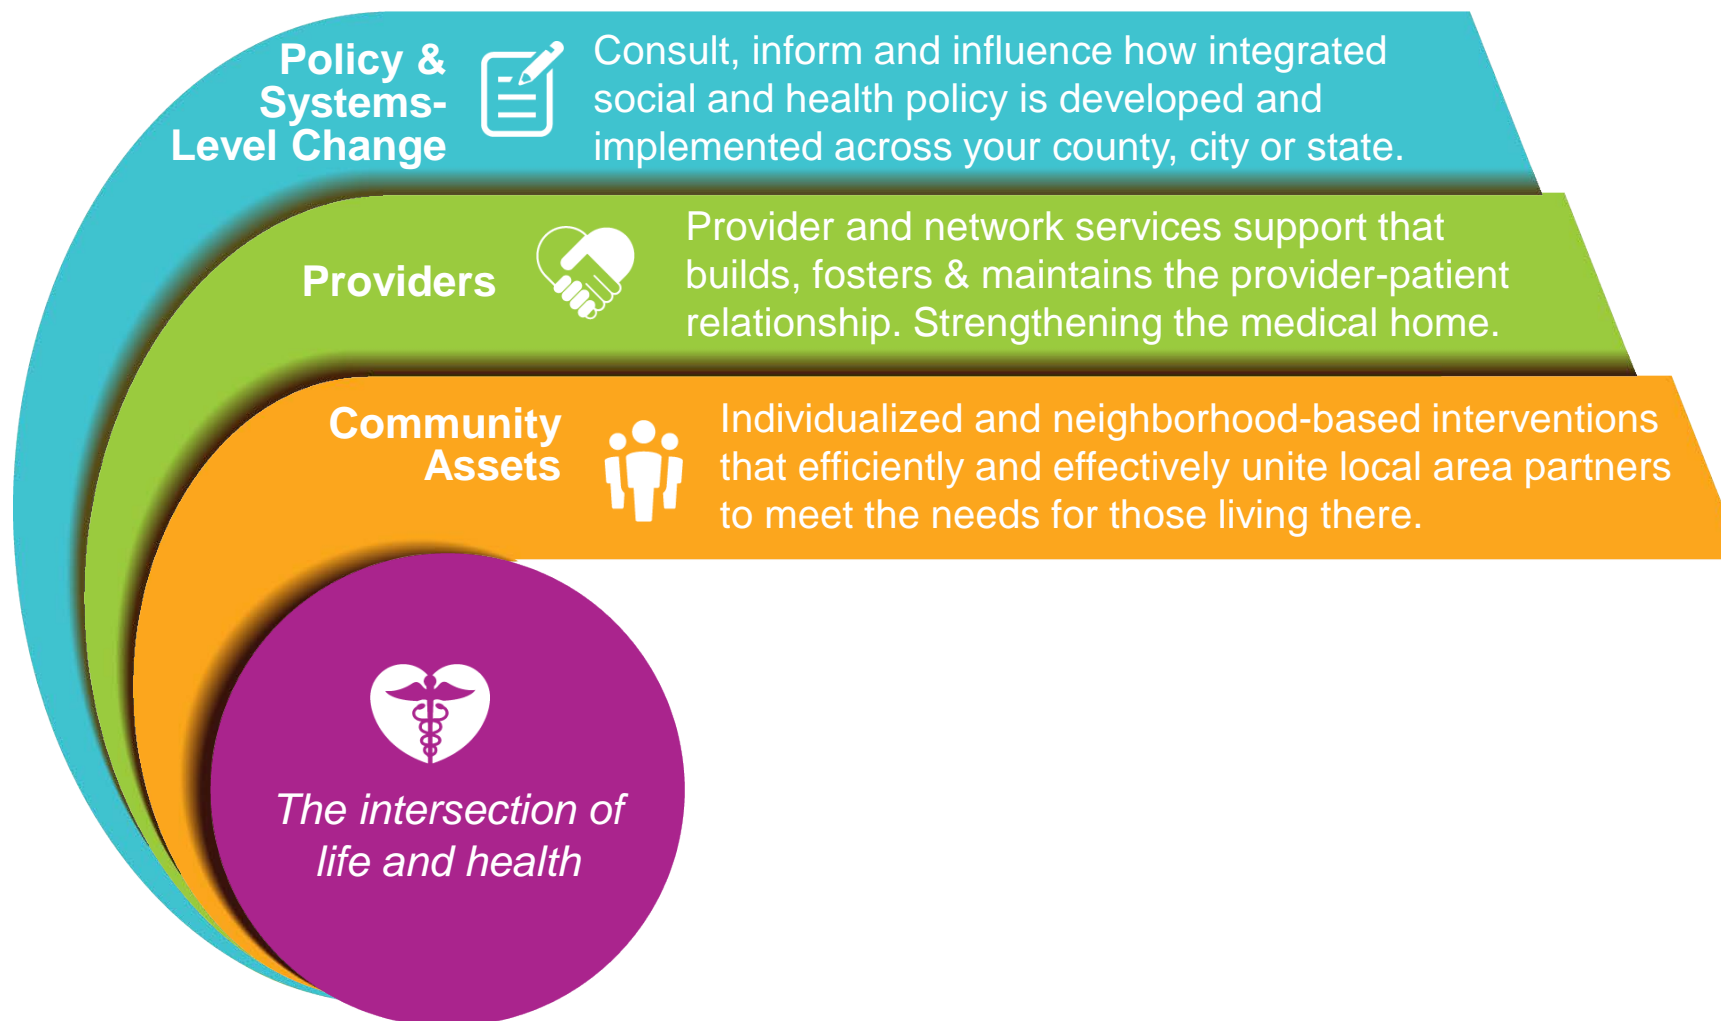 Policy &
Systems-
Level Change
Consult, inform and influence how integrated
social and health policy is developed and
implemented across your county, city or state.
Providers
Provider and network services support that
builds, fosters & maintains the provider-patient
relationship. Strengthening the medical home.
Community
Assets
Individualized and neighborhood-based interventions
that efficiently and effectively unite local area partners
to meet the needs for those living there.
The intersection of
life and health